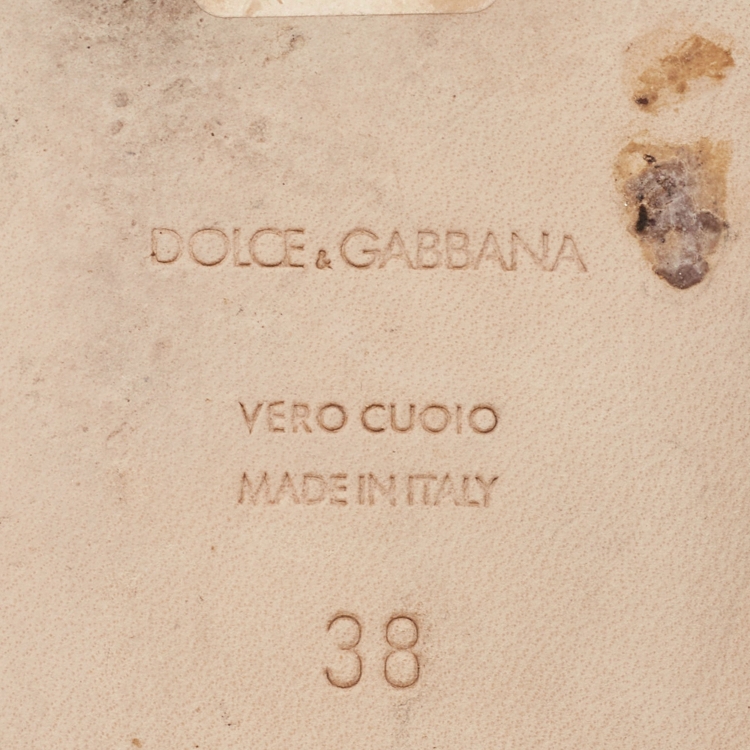 DOLCE & GABBANA
VERO CUOIO
MADE IN ITALY
38